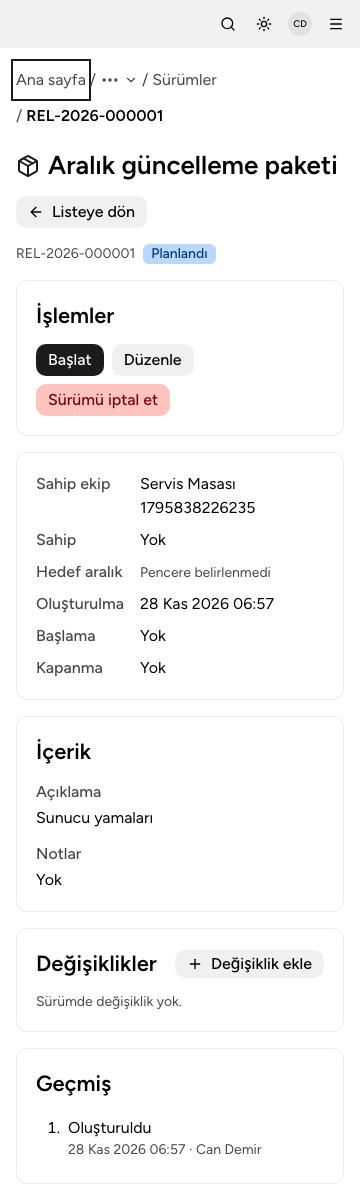 CD
Ana sayfa / ... / Sürümler
/ REL-2026-000001
Aralık güncelleme paketi
Listeye dön
REL-2026-000001 Planlandı
İşlemler
Başlat Düzenle
Sürümü iptal et
Sahip ekip Servis Masası
1795838226235
Sahip Yok
Hedef aralık Pencere belirlenmedi
Oluşturulma 28 Kas 2026 06:57
Başlama Yok
Kapanma Yok
İçerik
Açıklama
Sunucu yamaları
Notlar
Yok
Değişiklikler + Değişiklik ekle
Sürümde değişiklik yok.
Geçmiş
1. Oluşturuldu
28 Kas 2026 06:57 · Can Demir